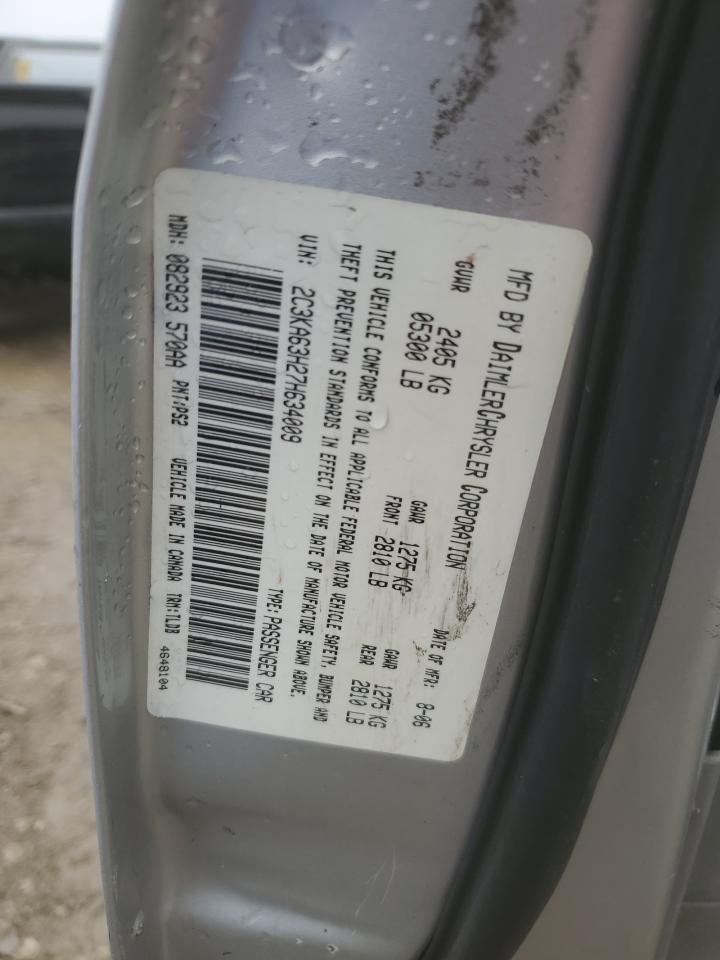 MFD BY DAIMLERCHRYSLER CORPORATION
DATE OF MFR: 8-06
GVWR 2405 KG
05300 LB
GAWR 1275 KG
FRONT 2810 LB
GAWR 1275 KG
REAR 2810 LB
THIS VEHICLE CONFORMS TO ALL APPLICABLE FEDERAL MOTOR VEHICLE SAFETY, BUMPER AND
THEFT PREVENTION STANDARDS IN EFFECT ON THE DATE OF MANUFACTURE SHOWN ABOVE.
VIN: 2C3KA63H27H634009
TYPE: PASSENGER CAR
MDH: 082923 570AA PNT:PS2 VEHICLE MADE IN CANADA TRM:1LDB
4648104